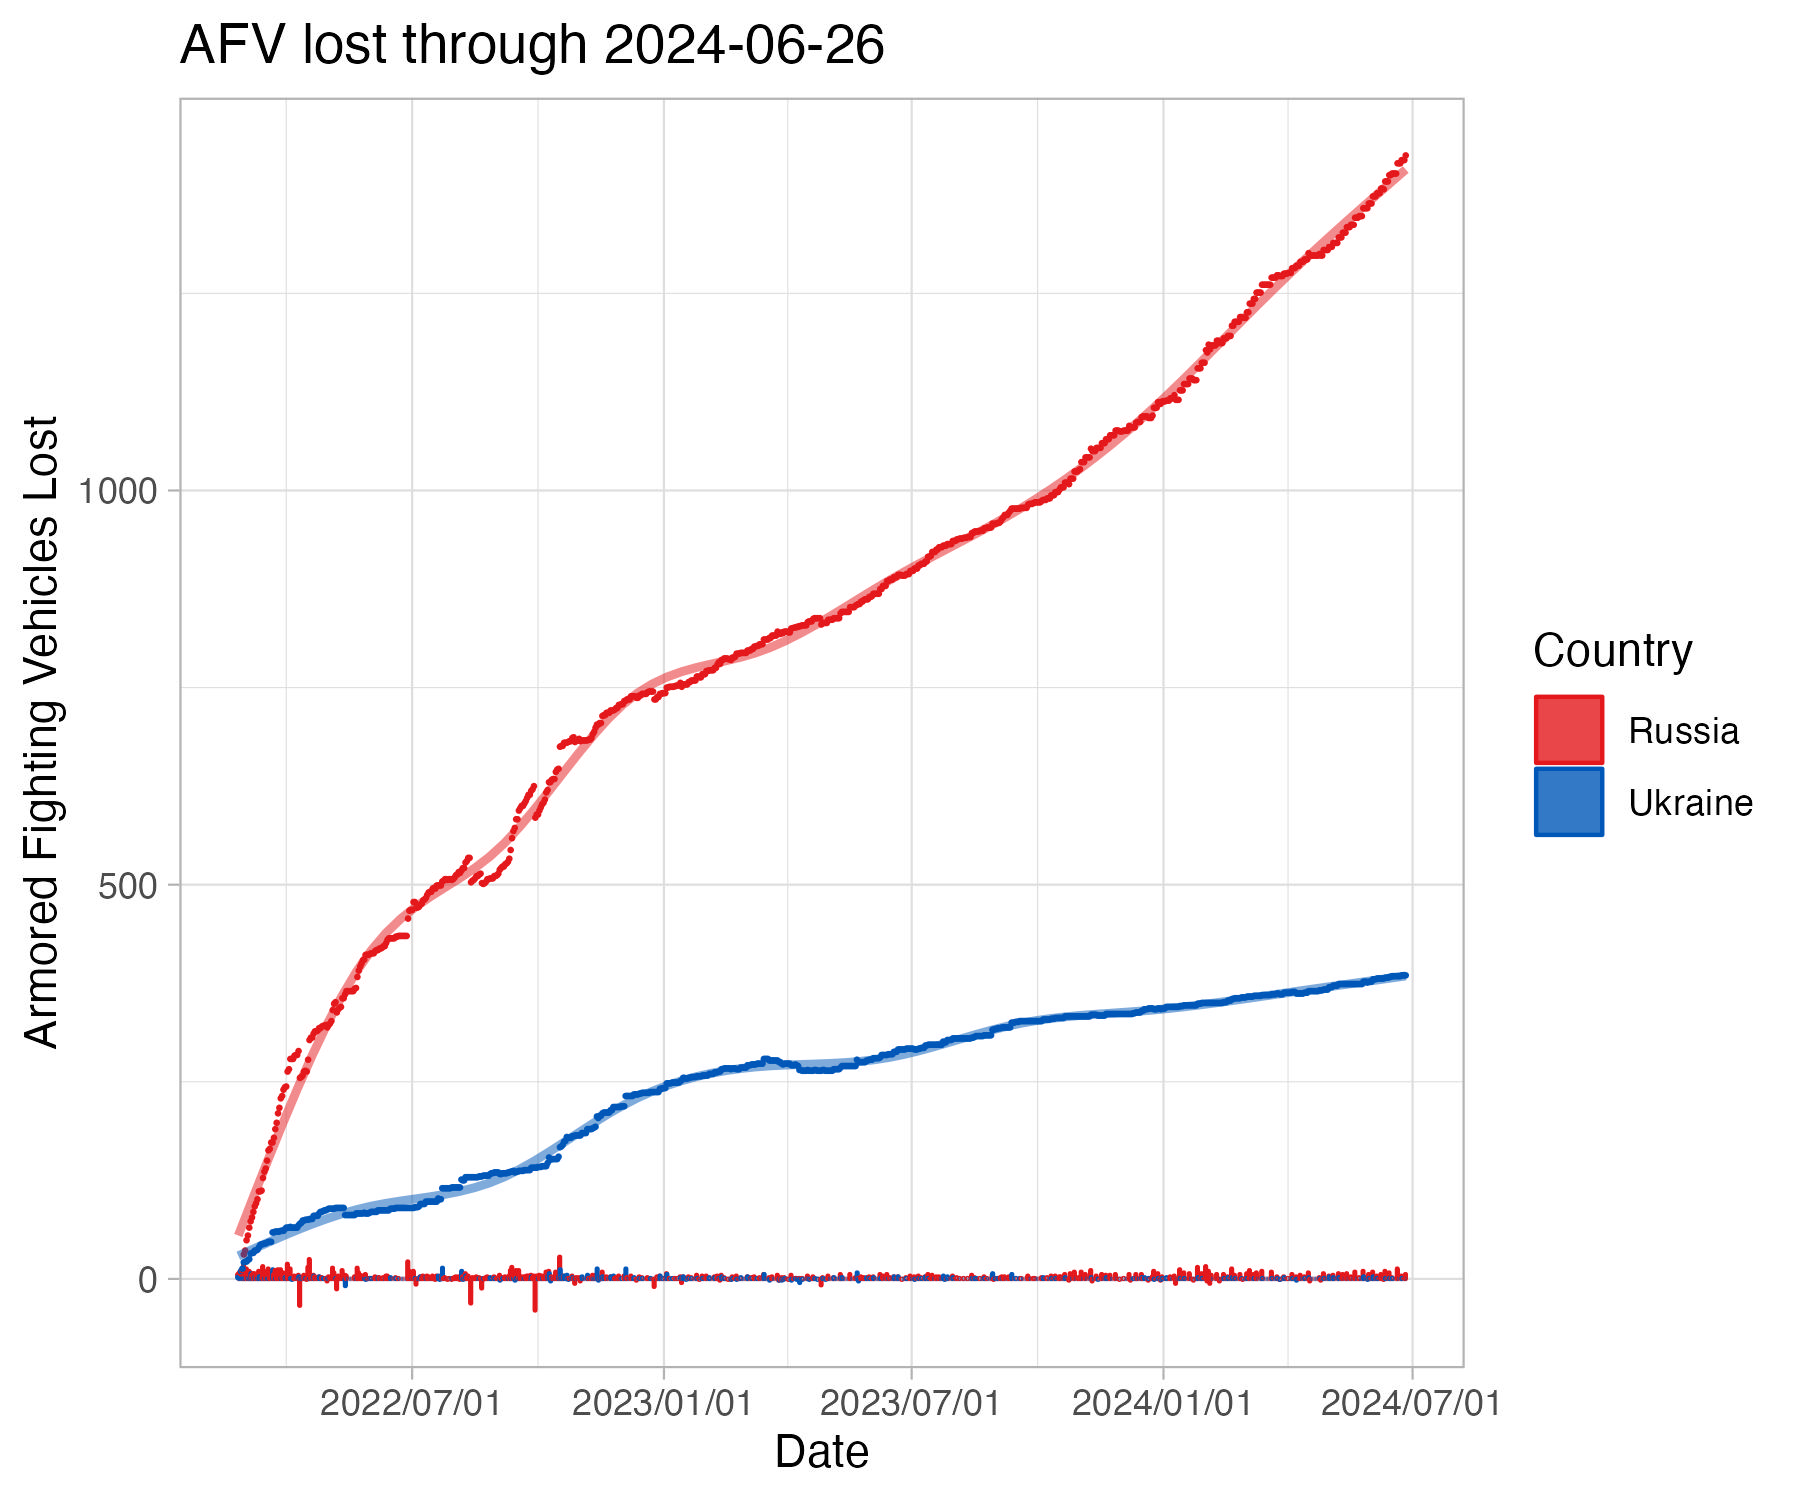 AFV lost through 2024-06-26
Armored Fighting Vehicles Lost
1000
500
0
2022/07/01
2023/01/01
2023/07/01
2024/01/01
2024/07/01
Date
Country
Russia
Ukraine